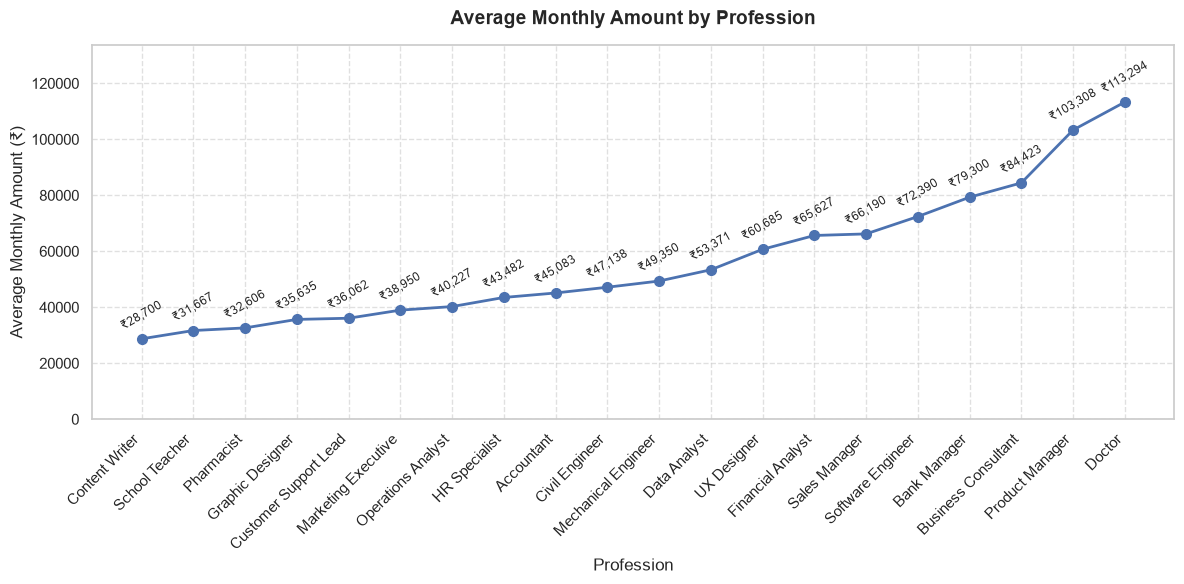 Average Monthly Amount by Profession
Average Monthly Amount (₹)
120000
100000
80000
60000
40000
20000
0
₹28,700
₹31,667
₹32,606
₹35,635
₹36,062
₹38,950
₹40,227
₹43,482
₹45,083
₹47,138
₹49,350
₹53,371
₹60,685
₹65,627
₹66,190
₹72,390
₹79,300
₹84,423
₹103,308
₹113,294
Content Writer
School Teacher
Pharmacist
Graphic Designer
Customer Support Lead
Marketing Executive
Operations Analyst
HR Specialist
Accountant
Civil Engineer
Mechanical Engineer
Data Analyst
UX Designer
Financial Analyst
Sales Manager
Software Engineer
Bank Manager
Business Consultant
Product Manager
Doctor
Profession